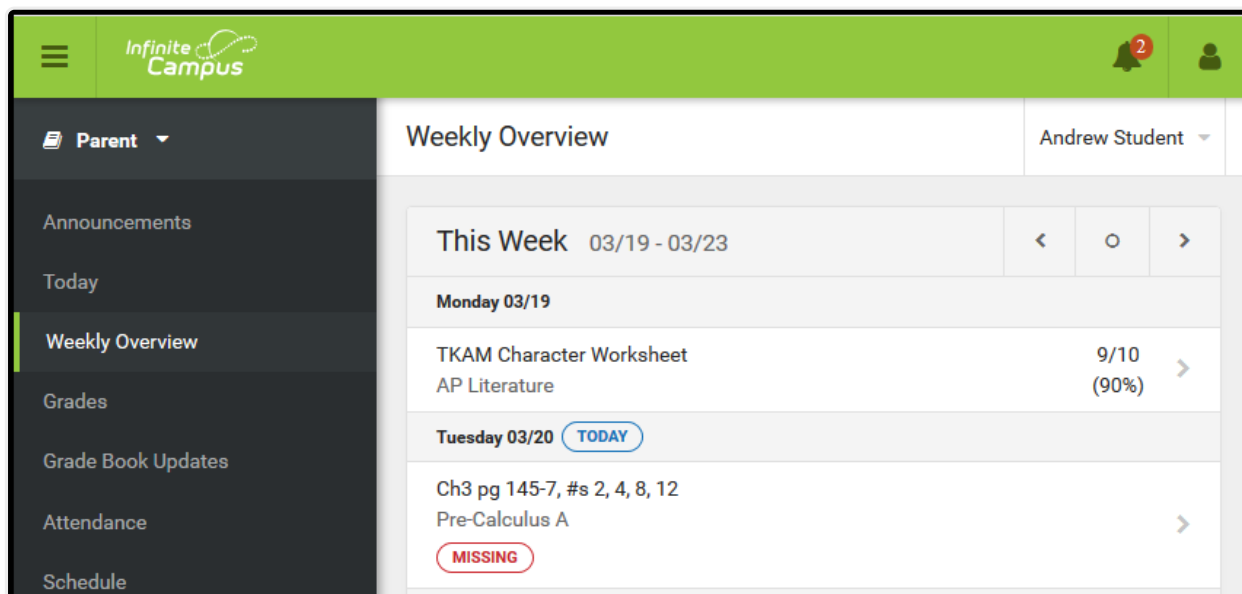 Infinite
Campus
2
Parent
Announcements
Today
Weekly Overview
Grades
Grade Book Updates
Attendance
Schedule
Weekly Overview
Andrew Student
This Week 03/19 - 03/23
Monday 03/19
TKAM Character Worksheet 9/10
AP Literature (90%)
Tuesday 03/20 TODAY
Ch3 pg 145-7, #s 2, 4, 8, 12
Pre-Calculus A
MISSING